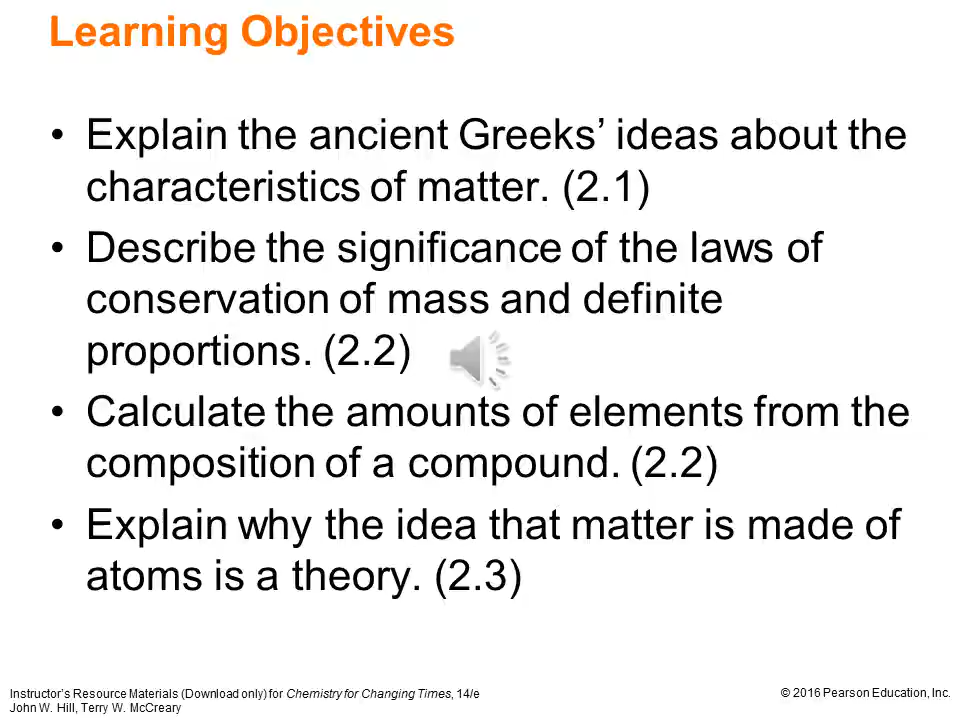 Learning Objectives
• Explain the ancient Greeks’ ideas about the
characteristics of matter. (2.1)
• Describe the significance of the laws of
conservation of mass and definite
proportions. (2.2)
• Calculate the amounts of elements from the
composition of a compound. (2.2)
• Explain why the idea that matter is made of
atoms is a theory. (2.3)
Instructor’s Resource Materials (Download only) for Chemistry for Changing Times, 14/e
John W. Hill, Terry W. McCreary
© 2016 Pearson Education, Inc.